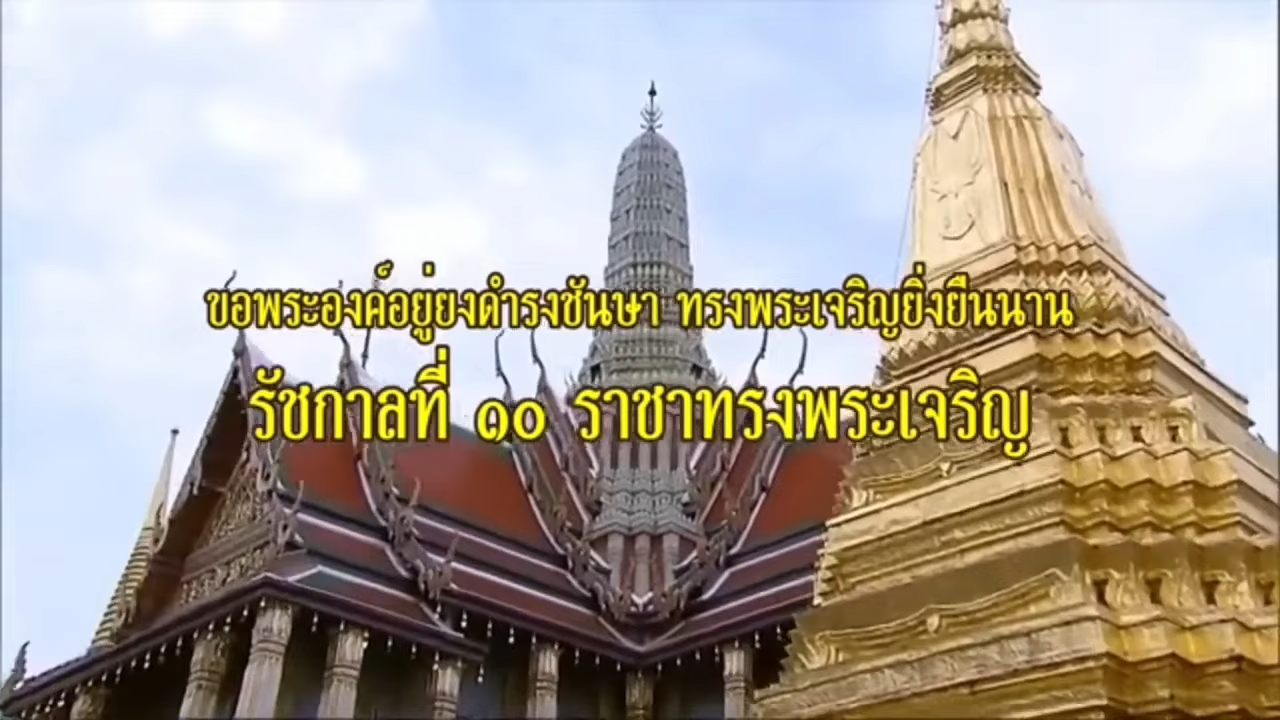 ขอพระองค์อยู่ยงดำรงชันษา ทรงพระเจริญยิ่งยืนนาน
รัชกาลที่ ๑๐ ราชาทรงพระเจริญ